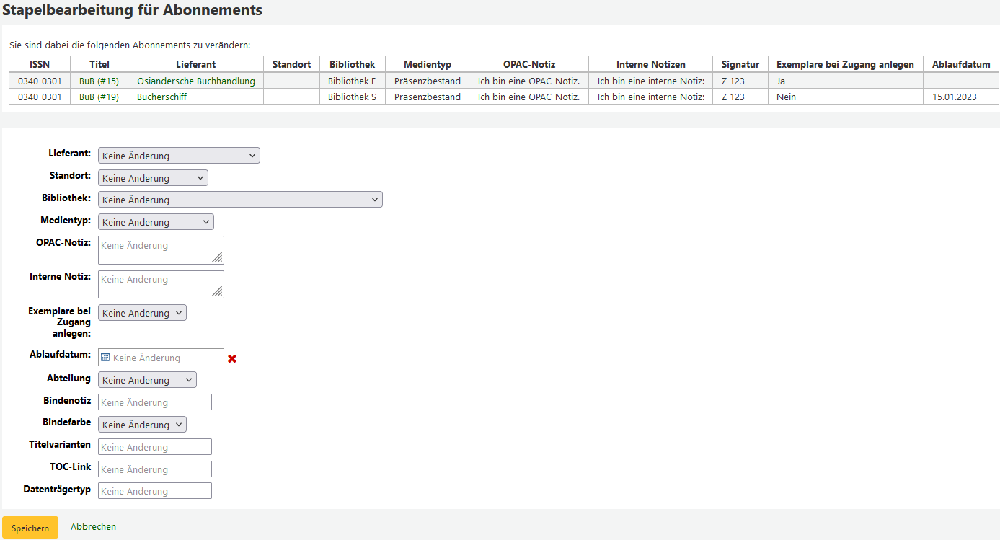 Stapelbearbeitung für Abonnements
Sie sind dabei die folgenden Abonnements zu verändern:
ISSN Titel Lieferant Standort Bibliothek Medientyp OPAC-Notiz Interne Notizen Signatur Exemplare bei Zugang anlegen Ablaufdatum
0340-0301 BuB (#15) Osiandersche Buchhandlung Bibliothek F Präsenzbestand Ich bin eine OPAC-Notiz. Ich bin eine interne Notiz: Z 123 Ja
0340-0301 BuB (#19) Bücherschiff Bibliothek S Präsenzbestand Ich bin eine OPAC-Notiz. Ich bin eine interne Notiz: Z 123 Nein 15.01.2023
Lieferant: Keine Änderung
Standort: Keine Änderung
Bibliothek: Keine Änderung
Medientyp: Keine Änderung
OPAC-Notiz: Keine Änderung
Interne Notiz: Keine Änderung
Exemplare bei Keine Änderung
Zugang
anlegen:
Ablaufdatum: Keine Änderung
Abteilung Keine Änderung
Bindenotiz Keine Änderung
Bindefarbe Keine Änderung
Titelvarianten Keine Änderung
TOC-Link Keine Änderung
Datenträgertyp Keine Änderung
Speichern Abbrechen